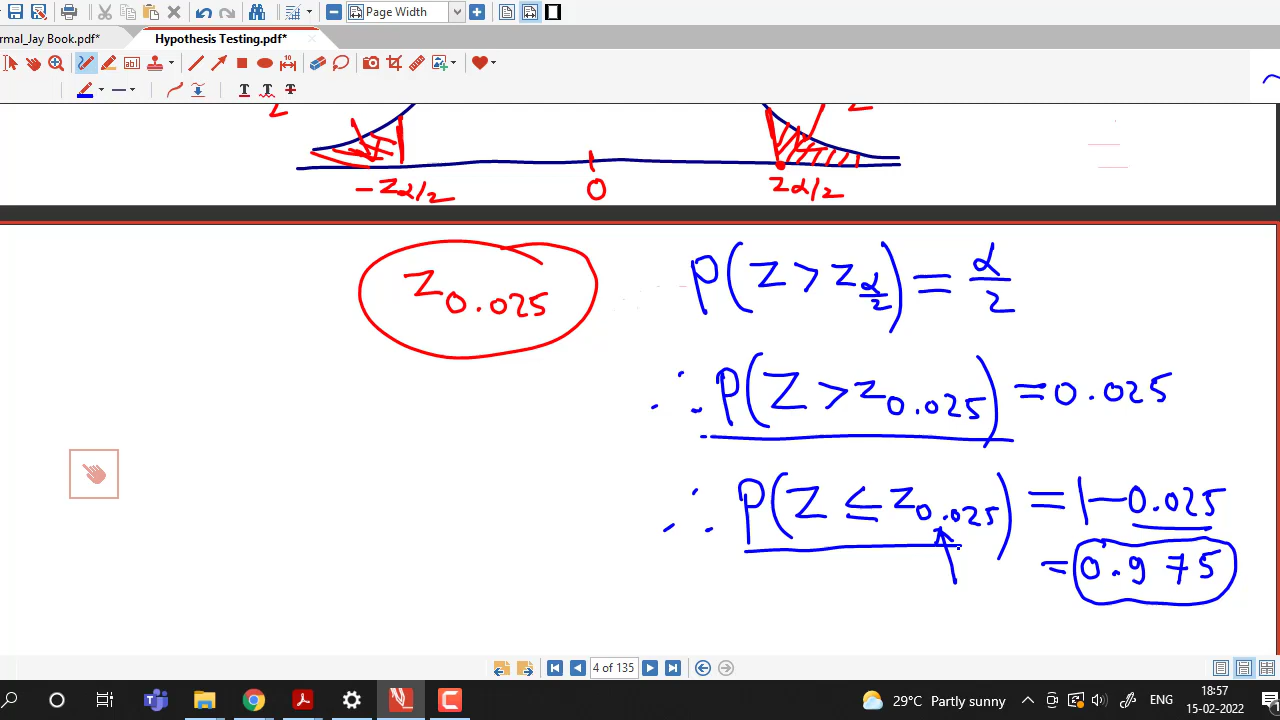 Page Width
rmal_Jay Book.pdf*
Hypothesis Testing.pdf*
2
2
-Zα/2
0
Zα/2
Z0.025
P(Z > Zα/2) = α/2
∴ P(Z > Z0.025) = 0.025
∴ P(Z ≤ Z0.025) = 1-0.025
= 0.975
4 of 135
29°C Partly sunny
ENG
18:57
15-02-2022